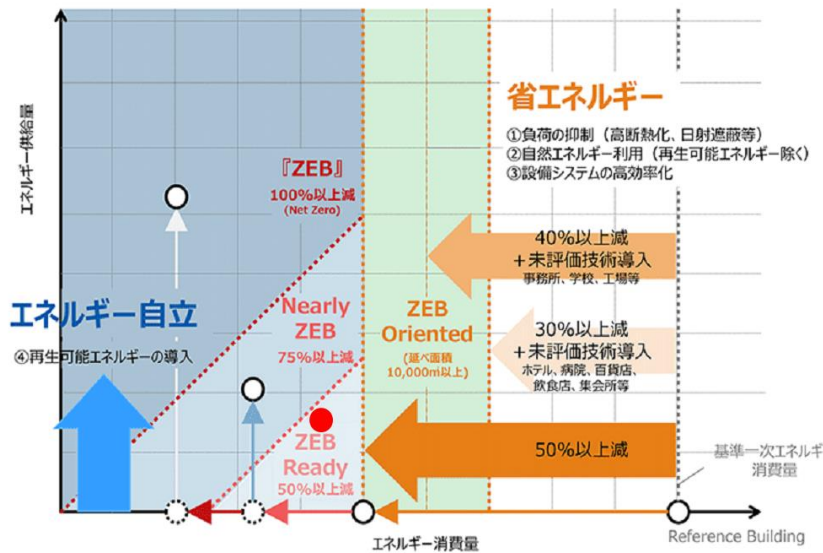 エネルギー供給量
省エネルギー
①負荷の抑制（高断熱化、日射遮蔽等）
②自然エネルギー利用（再生可能エネルギー除く）
③設備システムの高効率化
『ZEB』
100%以上減
(Net Zero)
40%以上減
＋未評価技術導入
事務所、学校、工場等
エネルギー自立
④再生可能エネルギーの導入
Nearly
ZEB
75%以上減
ZEB
Oriented
(延べ面積
10,000㎡以上)
30%以上減
＋未評価技術導入
ホテル、病院、百貨店、
飲食店、集会所等
ZEB
Ready
50%以上減
50%以上減
基準一次エネルギ
消費量
エネルギー消費量
Reference Building